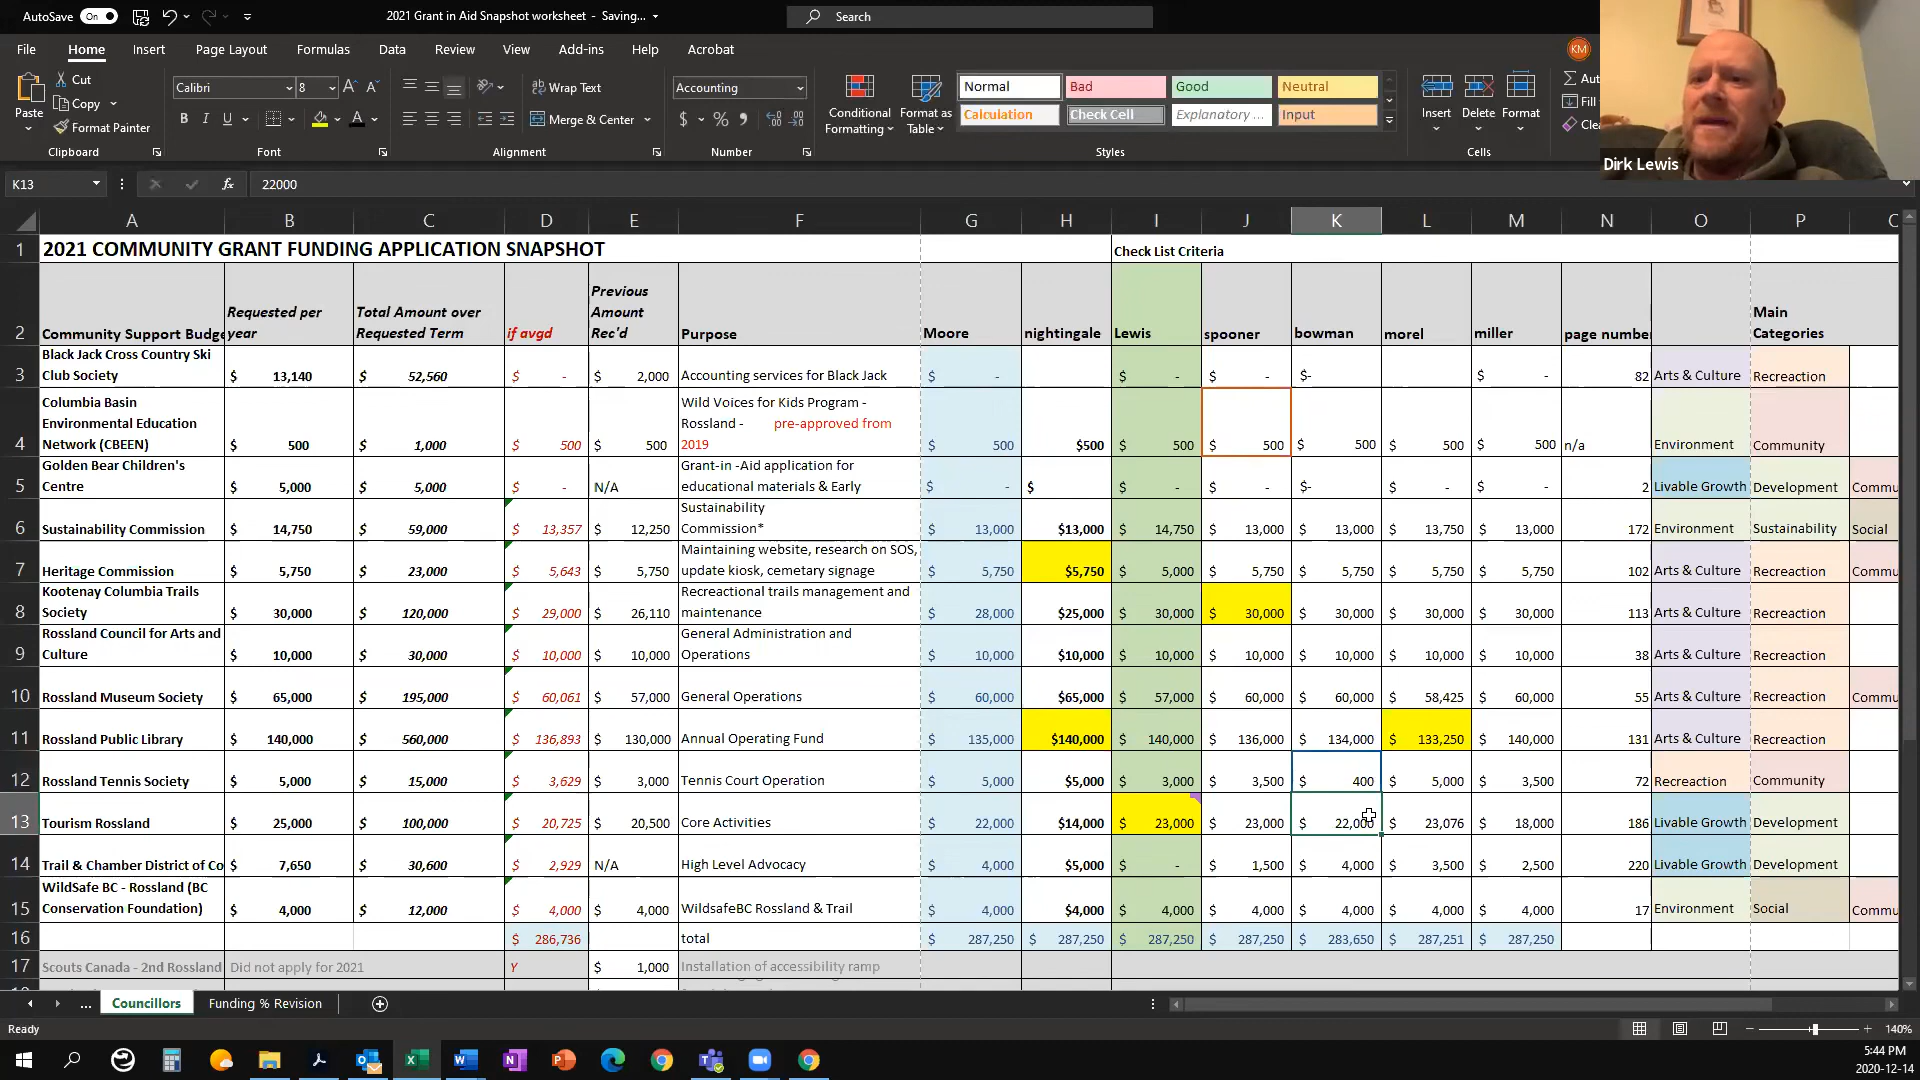 AutoSave On 2021 Grant in Aid Snapshot worksheet - Saving... Search
File Home Insert Page Layout Formulas Data Review View Add-ins Help Acrobat KM
Paste Cut Copy Format Painter Clipboard
Calibri 8 B I U A Font
Wrap Text Merge & Center Alignment
Accounting $ % Number
Conditional Formatting Format as Table
Normal Bad Good Neutral
Calculation Check Cell Explanatory ... Input Styles
Insert Delete Format Cells
Dirk Lewis
K13 fx 22000
A B C D E F G H I J K L M N O P
1 2021 COMMUNITY GRANT FUNDING APPLICATION SNAPSHOT Check List Criteria
2 Community Support Budge Requested per year Total Amount over Requested Term if avgd Previous Amount Rec'd Purpose Moore nightingale Lewis spooner bowman morel miller page number Main Categories
3 Black Jack Cross Country Ski Club Society $ 13,140 $ 52,560 $ - $ 2,000 Accounting services for Black Jack $ - $ - $ - $- $ - 82 Arts & Culture Recreaction
4 Columbia Basin Environmental Education Network (CBEEN) $ 500 $ 1,000 $ 500 $ 500 Wild Voices for Kids Program - Rossland - pre-approved from 2019 $ 500 $500 $ 500 $ 500 $ 500 $ 500 $ 500 n/a Environment Community
5 Golden Bear Children's Centre $ 5,000 $ 5,000 $ - N/A Grant-in -Aid application for educational materials & Early $ - $ $ - $ - $- $ - $ - 2 Livable Growth Development Commu
6 Sustainability Commission $ 14,750 $ 59,000 $ 13,357 $ 12,250 Sustainability Commission* $ 13,000 $13,000 $ 14,750 $ 13,000 $ 13,000 $ 13,750 $ 13,000 172 Environment Sustainability Social
7 Heritage Commission $ 5,750 $ 23,000 $ 5,643 $ 5,750 Maintaining website, research on SOS, update kiosk, cemetary signage $ 5,750 $5,750 $ 5,000 $ 5,750 $ 5,750 $ 5,750 $ 5,750 102 Arts & Culture Recreaction Commu
8 Kootenay Columbia Trails Society $ 30,000 $ 120,000 $ 29,000 $ 26,110 Recreactional trails management and maintenance $ 28,000 $25,000 $ 30,000 $ 30,000 $ 30,000 $ 30,000 $ 30,000 113 Arts & Culture Recreaction
9 Rossland Council for Arts and Culture $ 10,000 $ 30,000 $ 10,000 $ 10,000 General Administration and Operations $ 10,000 $10,000 $ 10,000 $ 10,000 $ 10,000 $ 10,000 $ 10,000 38 Arts & Culture Recreaction
10 Rossland Museum Society $ 65,000 $ 195,000 $ 60,061 $ 57,000 General Operations $ 60,000 $65,000 $ 57,000 $ 60,000 $ 60,000 $ 58,425 $ 60,000 55 Arts & Culture Recreaction Commu
11 Rossland Public Library $ 140,000 $ 560,000 $ 136,893 $ 130,000 Annual Operating Fund $ 135,000 $140,000 $ 140,000 $ 136,000 $ 134,000 $ 133,250 $ 140,000 131 Arts & Culture Recreaction
12 Rossland Tennis Society $ 5,000 $ 15,000 $ 3,629 $ 3,000 Tennis Court Operation $ 5,000 $5,000 $ 3,000 $ 3,500 $ 400 $ 5,000 $ 3,500 72 Recreaction Community
13 Tourism Rossland $ 25,000 $ 100,000 $ 20,725 $ 20,500 Core Activities $ 22,000 $14,000 $ 23,000 $ 23,000 $ 22,000 $ 23,076 $ 18,000 186 Livable Growth Development
14 Trail & Chamber District of Co $ 7,650 $ 30,600 $ 2,929 N/A High Level Advocacy $ 4,000 $5,000 $ - $ 1,500 $ 4,000 $ 3,500 $ 2,500 220 Livable Growth Development
15 WildSafe BC - Rossland (BC Conservation Foundation) $ 4,000 $ 12,000 $ 4,000 $ 4,000 WildsafeBC Rossland & Trail $ 4,000 $4,000 $ 4,000 $ 4,000 $ 4,000 $ 4,000 $ 4,000 17 Environment Social Commu
16 $ 286,736 total $ 287,250 $ 287,250 $ 287,250 $ 287,250 $ 283,650 $ 287,251 $ 287,250
17 Scouts Canada - 2nd Rossland Did not apply for 2021 Y $ 1,000 Installation of accessibility ramp
... Councillors Funding % Revision
Ready 140%
5:44 PM
2020-12-14